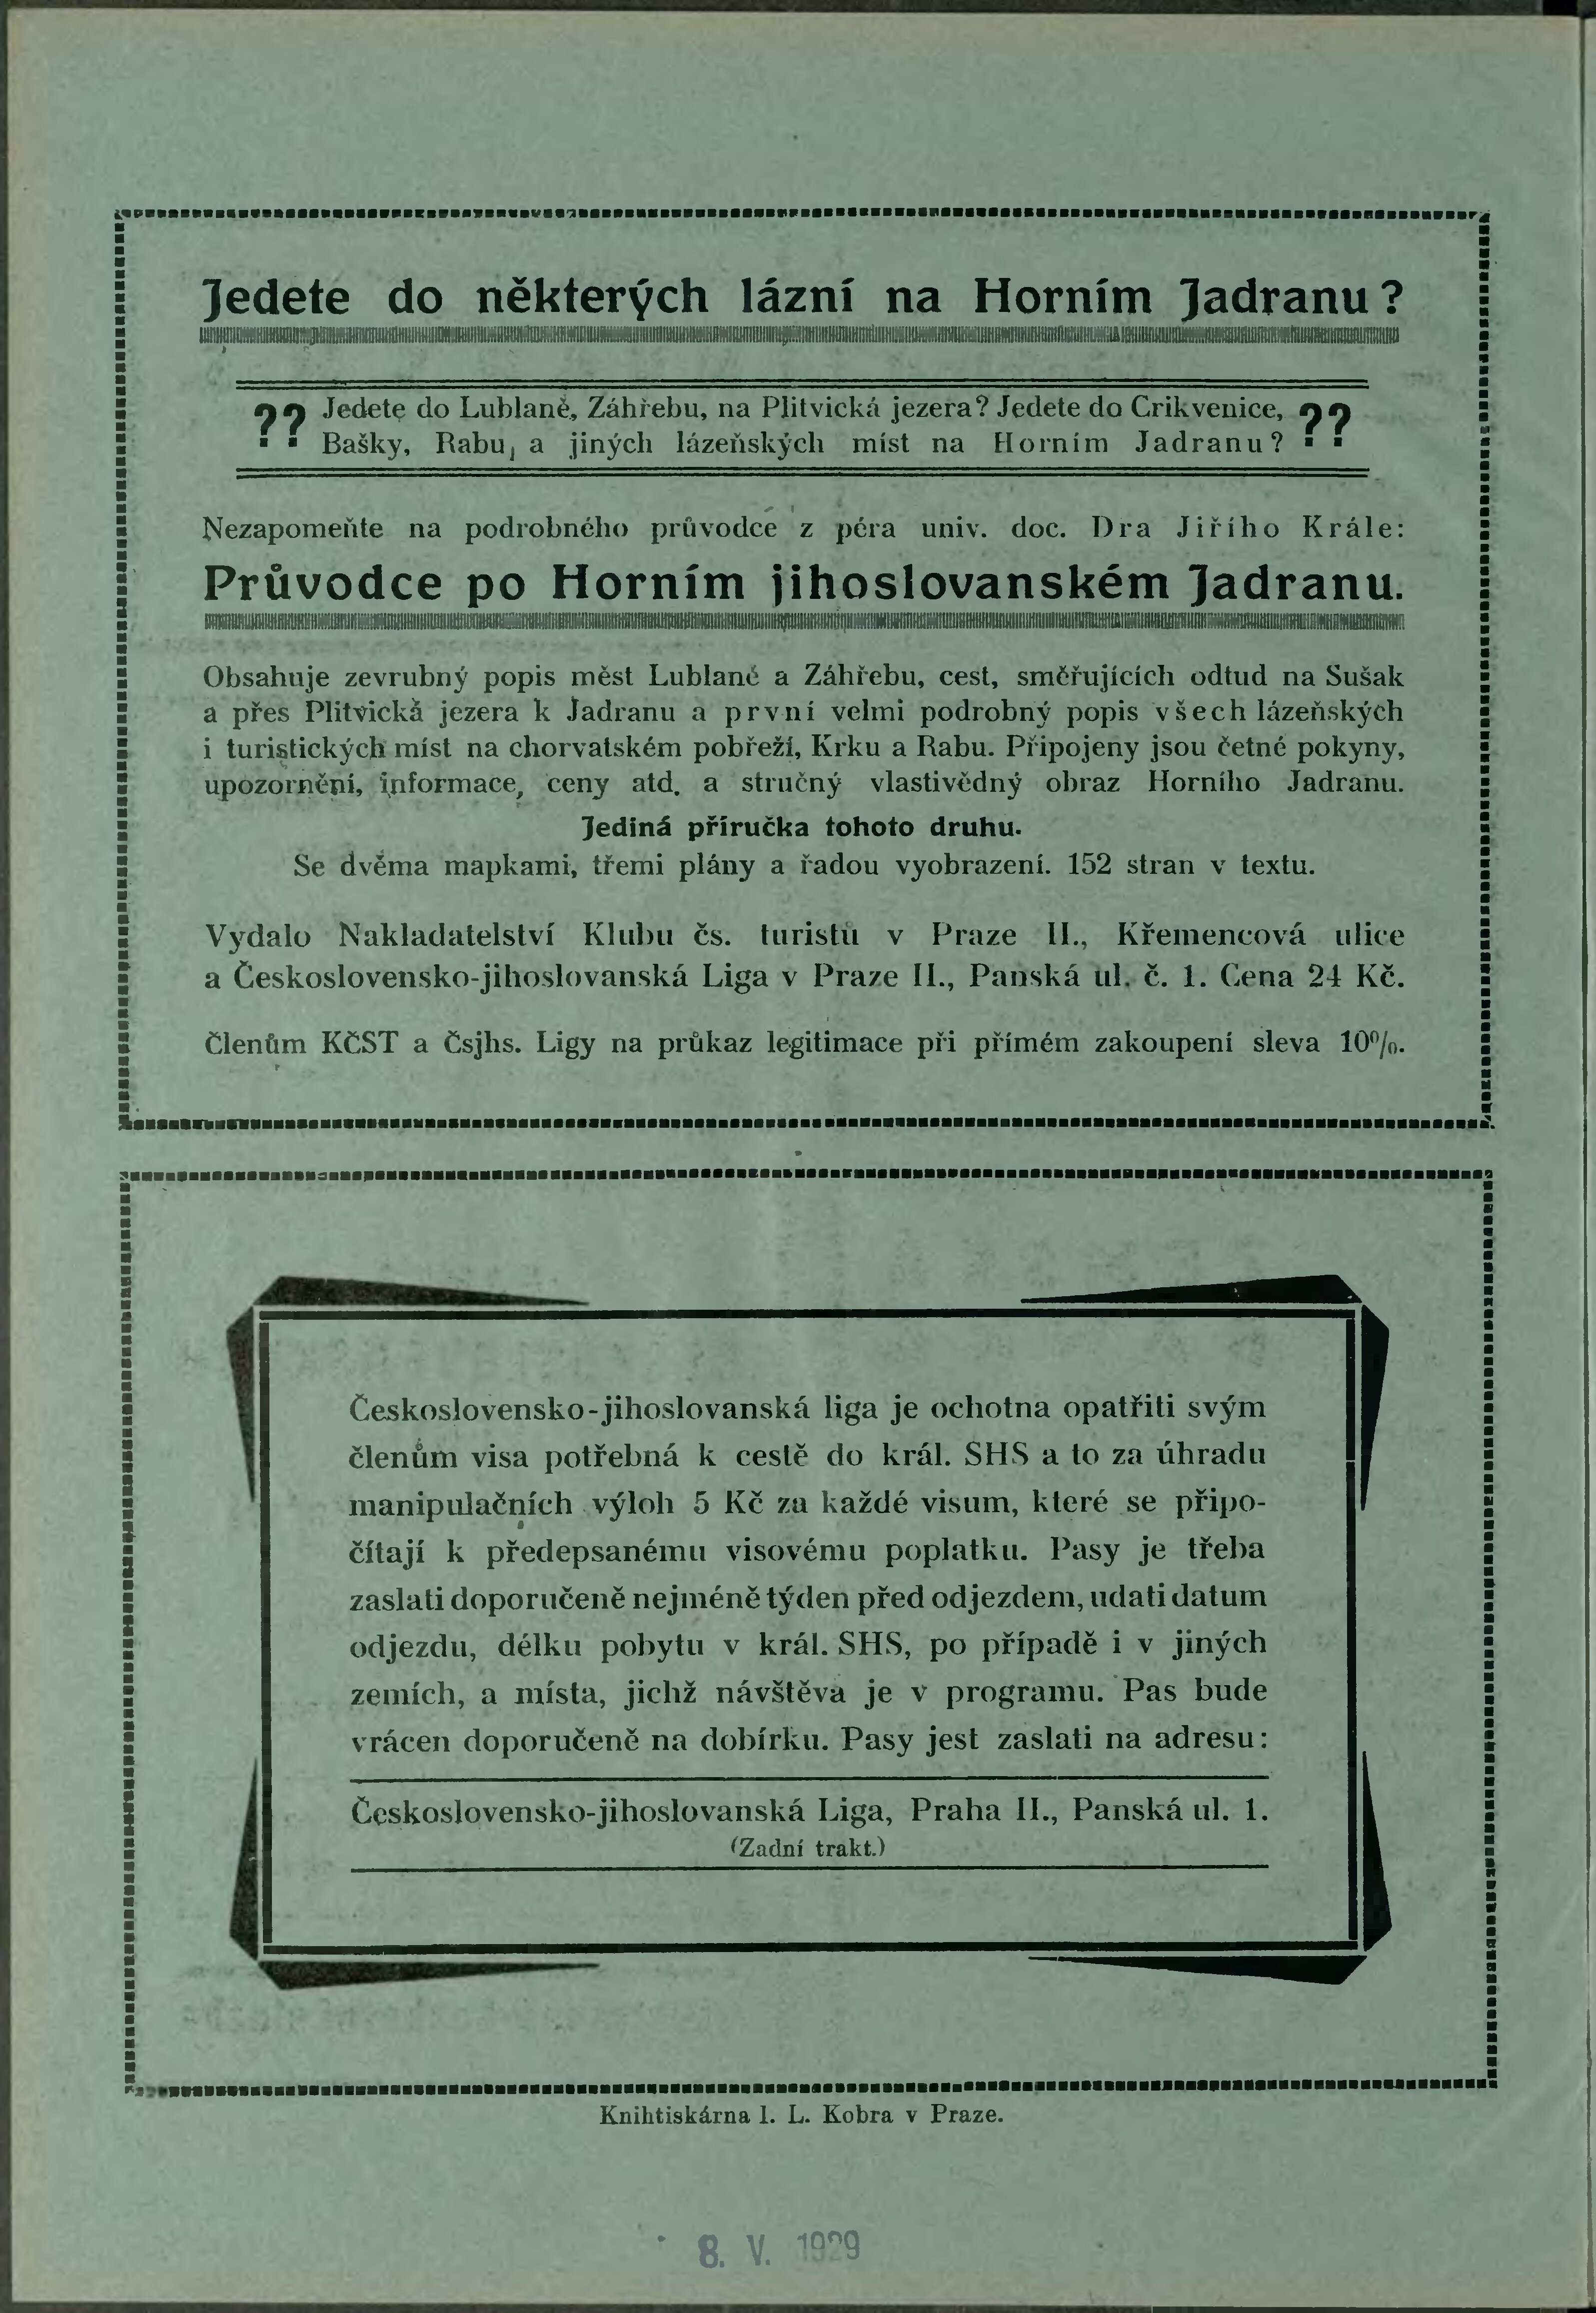 Jedete do některých lázní na Horním Jadranu?
?? Jedete do Lublaně, Záhřebu, na Plitvická jezera? Jedete do Crikvenice, ??
Bašky, Rabu, a jiných lázeňských míst na Horním Jadranu?
Nezapomeňte na podrobného průvodce z péra univ. doc. Dra Jiřího Krále:
Průvodce po Horním jihoslovanském Jadranu.
Obsahuje zevrubný popis měst Lublaně a Záhřebu, cest, směřujících odtud na Sušak
a přes Plitvická jezera k Jadranu a první velmi podrobný popis všech lázeňských
i turistických míst na chorvatském pobřeží, Krku a Rabu. Připojeny jsou četné pokyny,
upozornění, informace, ceny atd. a stručný vlastivědný obraz Horního Jadranu.
Jediná příručka tohoto druhu.
Se dvěma mapkami, třemi plány a řadou vyobrazení. 152 stran v textu.
Vydalo Nakladatelství Klubu čs. turistů v Praze II., Křemencová ulice
a Československo-jihoslovanská Liga v Praze II., Panská ul. č. 1. Cena 24 Kč.
Členům KČST a Čsjhs. Ligy na průkaz legitimace při přímém zakoupení sleva 10%.
Československo-jihoslovanská liga je ochotna opatřiti svým
členům visa potřebná k cestě do král. SHS a to za úhradu
manipulačních výloh 5 Kč za každé visum, které se připo-
čítají k předepsanému visovému poplatku. Pasy je třeba
zaslati doporučeně nejméně týden před odjezdem, udati datum
odjezdu, délku pobytu v král. SHS, po případě i v jiných
zemích, a místa, jichž návštěva je v programu. Pas bude
vrácen doporučeně na dobírku. Pasy jest zaslati na adresu:
Československo-jihoslovanská Liga, Praha II., Panská ul. 1.
(Zadní trakt.)
Knihtiskárna I. L. Kobra v Praze.
8. V. 1929